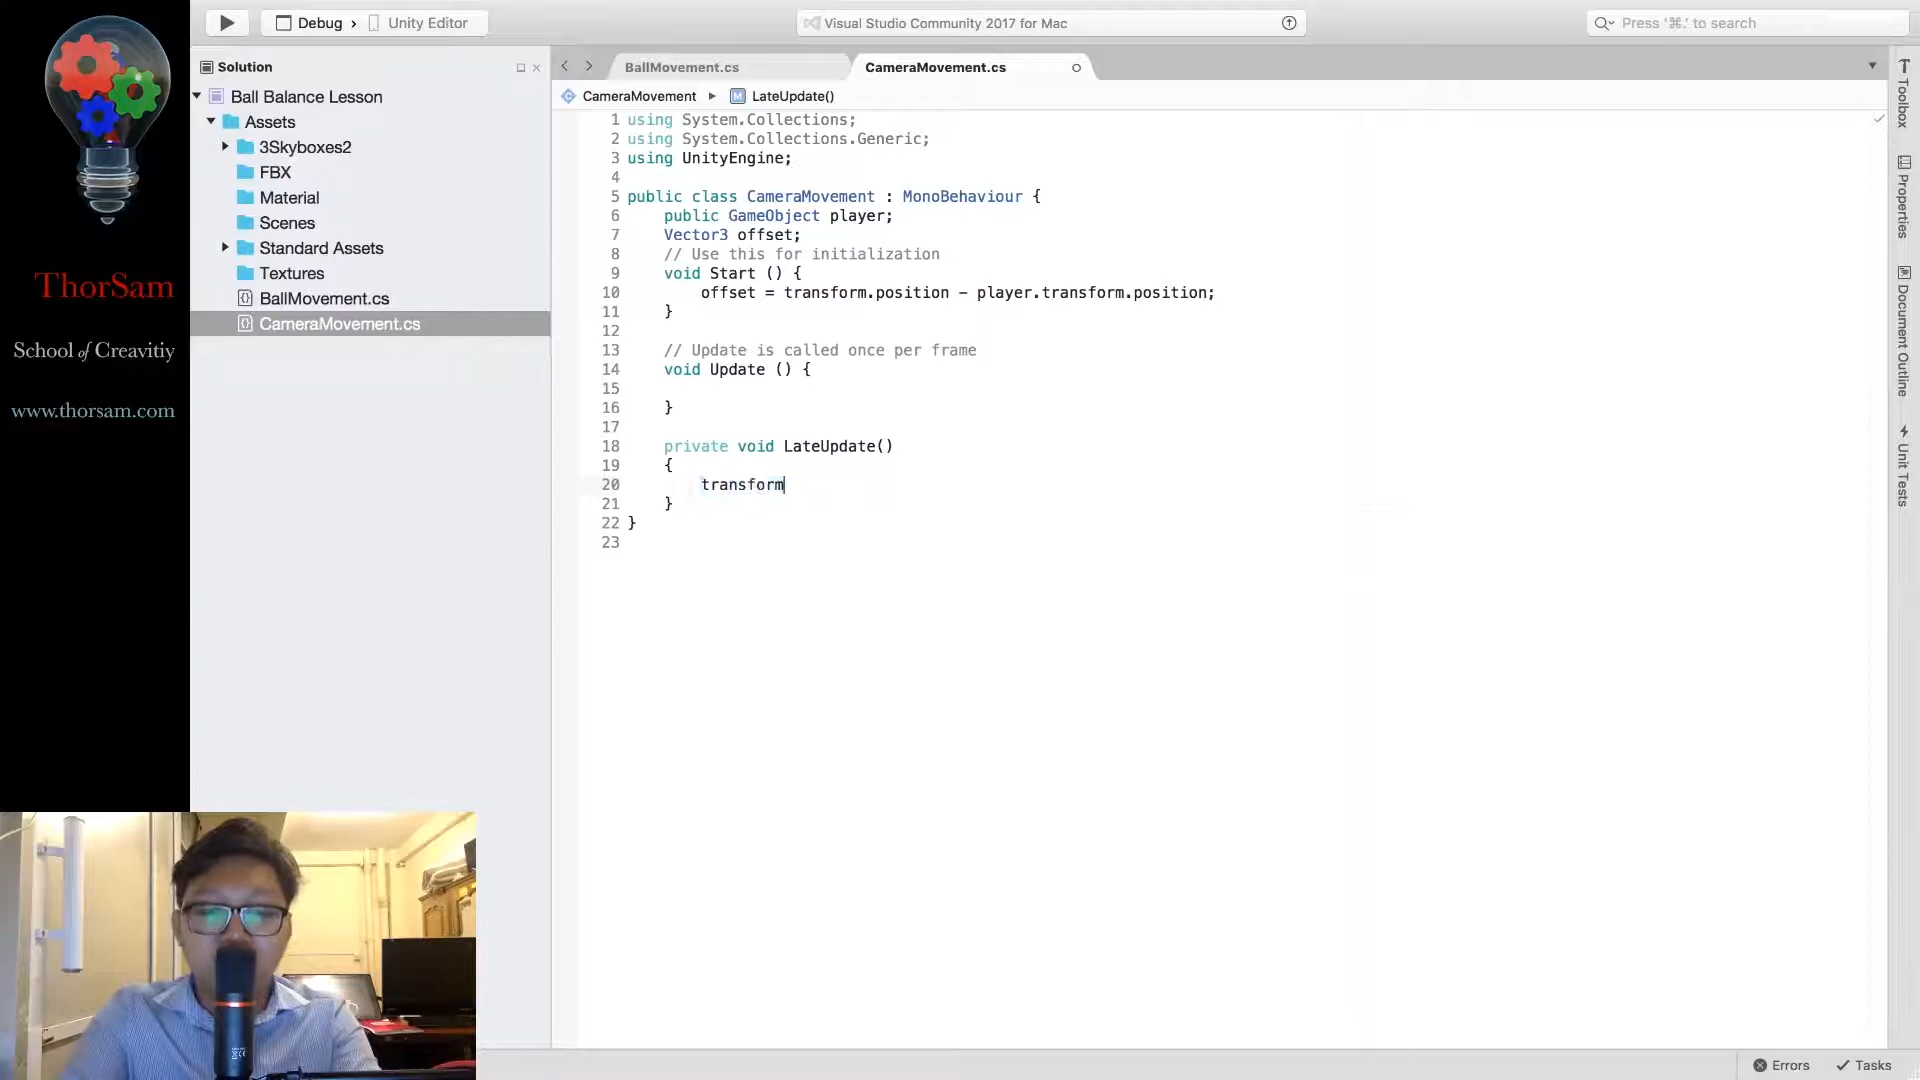 ThorSam
School of Creavitiy
www.thorsam.com
Debug
Unity Editor
Visual Studio Community 2017 for Mac
Press '⌘.' to search
Solution
Ball Balance Lesson
Assets
3Skyboxes2
FBX
Material
Scenes
Standard Assets
Textures
BallMovement.cs
CameraMovement.cs
BallMovement.cs
CameraMovement.cs
CameraMovement ▶ M LateUpdate()
1 using System.Collections;
2 using System.Collections.Generic;
3 using UnityEngine;
4
5 public class CameraMovement : MonoBehaviour {
6 public GameObject player;
7 Vector3 offset;
8 // Use this for initialization
9 void Start () {
10 offset = transform.position - player.transform.position;
11 }
12
13 // Update is called once per frame
14 void Update () {
15
16 }
17
18 private void LateUpdate()
19 {
20 transform
21 }
22 }
23
Toolbox
Properties
Document Outline
Unit Tests
Errors
Tasks